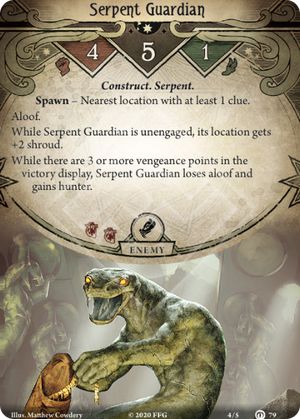 Serpent Guardian
4 5 1
Construct. Serpent.
Spawn – Nearest location with at least 1 clue.
Aloof.
While Serpent Guardian is unengaged, its location gets
+2 shroud.
While there are 3 or more vengeance points in the
victory display, Serpent Guardian loses aloof and
gains hunter.
ENEMY
Illus. Matthew Cowdery © 2020 FFG 4/5 79